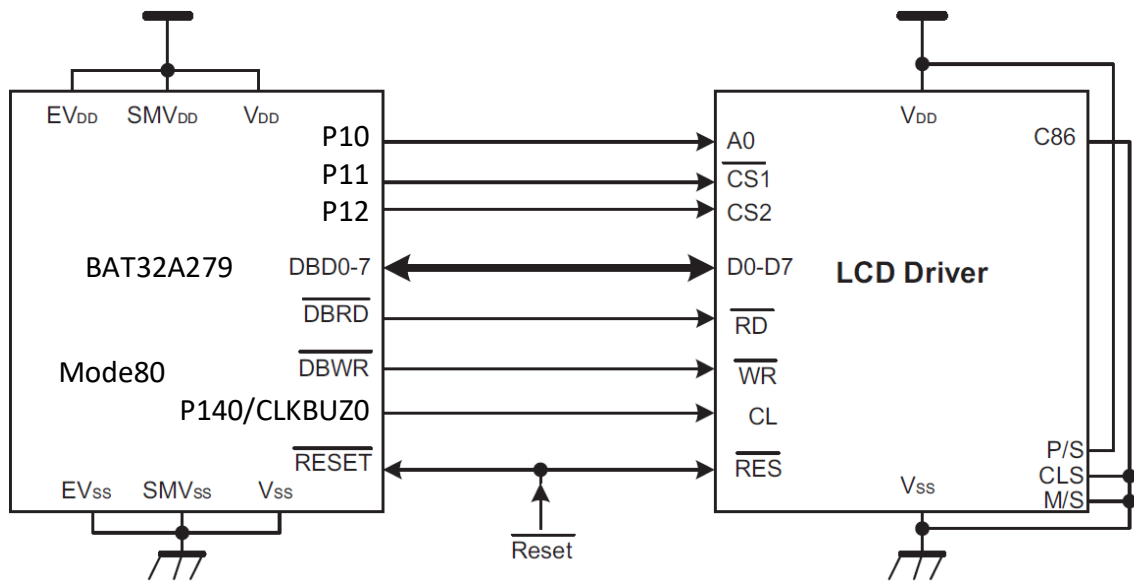 EVDD SMVDD VDD
P10
P11
P12
BAT32A279
DBD0-7
DBRD
Mode80
DBWR
P140/CLKBUZ0
RESET
EVSS SMVSS VSS
Reset
VDD
A0
C86
CS1
CS2
D0-D7
LCD Driver
RD
WR
CL
RES
P/S
CLS
M/S
VSS